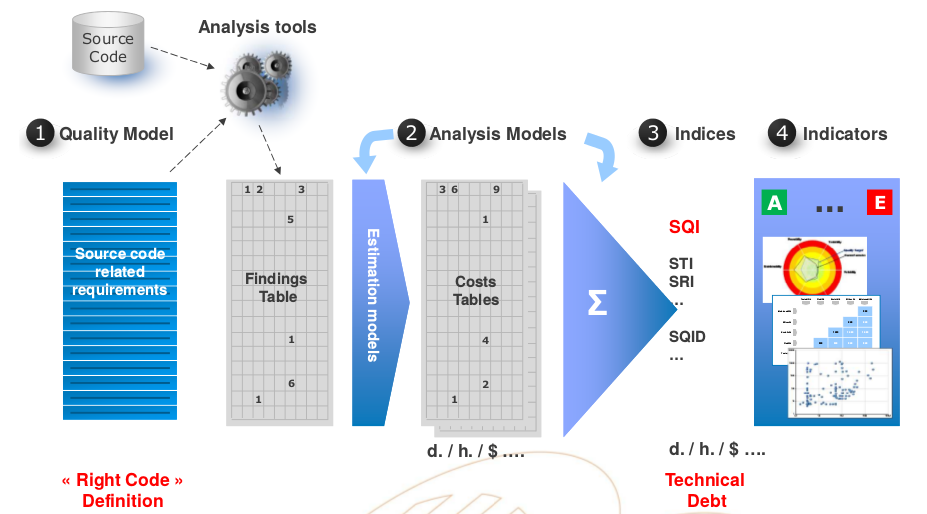 Source
Code
Analysis tools
1 Quality Model
2 Analysis Models
3 Indices
4 Indicators
Source code
related
requirements
1 2 3
5
Findings
Table
1
6
1
Estimation models
3 6 9
1
Costs
Tables
4
2
1
d. / h. / $ ….
Σ
SQI
STI
SRI
...
SQID
...
d. / h. / $ ….
A ... E
« Right Code »
Definition
Technical
Debt